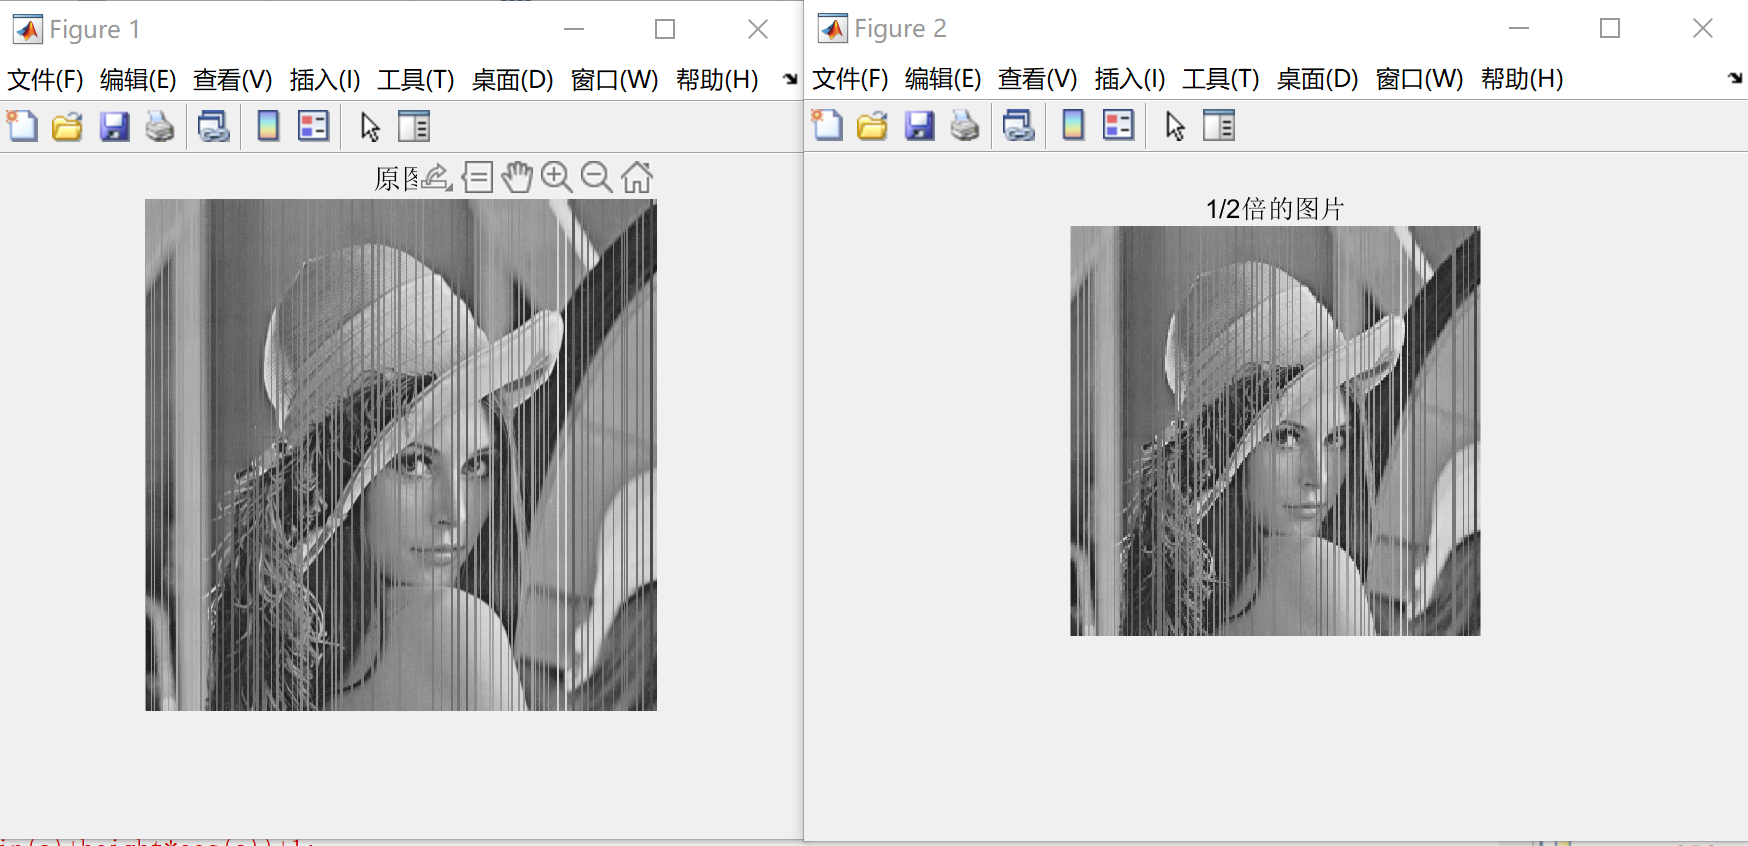 Figure 1
文件(F) 编辑(E) 查看(V) 插入(I) 工具(T) 桌面(D) 窗口(W) 帮助(H)
原图
Figure 2
文件(F) 编辑(E) 查看(V) 插入(I) 工具(T) 桌面(D) 窗口(W) 帮助(H)
1/2倍的图片